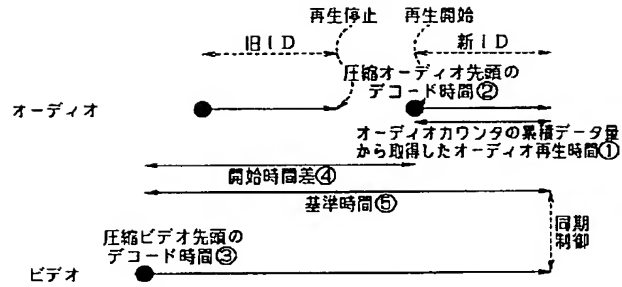 再生停止 再生開始
旧ID 新ID
圧縮オーディオ先頭の
デコード時間②
オーディオ
オーディオカウンタの累積データ量
から取得したオーディオ再生時間①
開始時間差④
基準時間⑤
同期
制御
圧縮ビデオ先頭の
デコード時間③
ビデオ